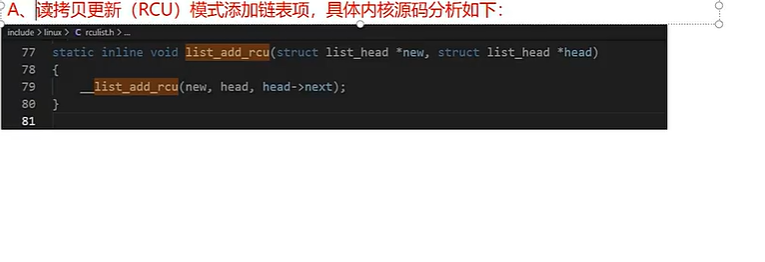 A、读拷贝更新（RCU）模式添加链表项，具体内核源码分析如下：
include > linux > C rculist.h > ...
77 static inline void list_add_rcu(struct list_head *new, struct list_head *head)
78 {
79     __list_add_rcu(new, head, head->next);
80 }
81